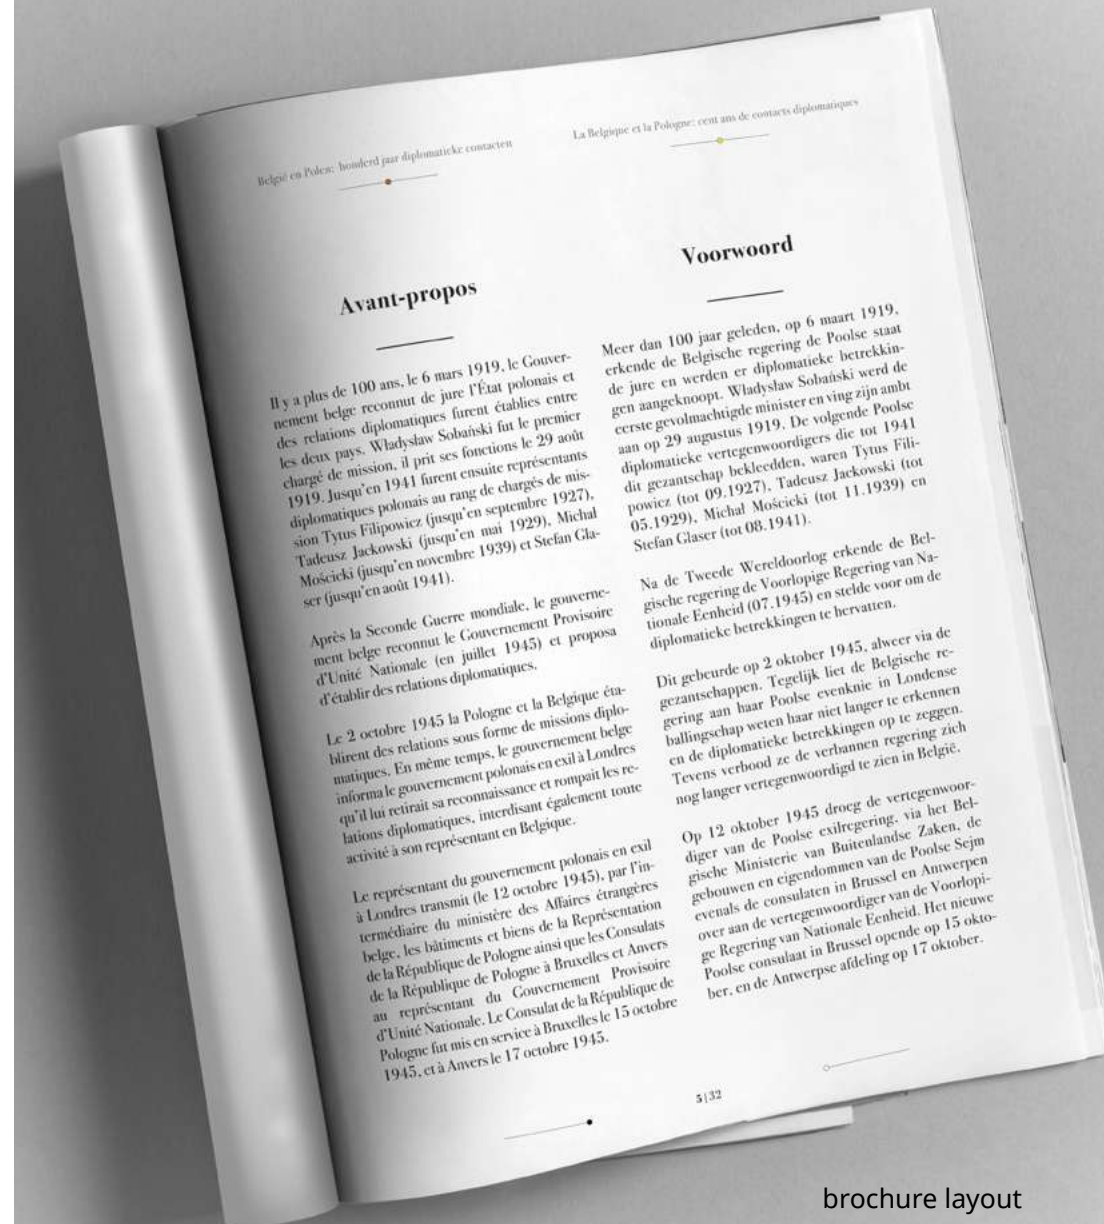 België en Polen: honderd jaar diplomatieke contacten
La Belgique et la Pologne: cent ans de contacts diplomatiques
Avant-propos
Il y a plus de 100 ans, le 6 mars 1919, le Gouver-
nement belge reconnut de jure l'État polonais et
des relations diplomatiques furent établies entre
les deux pays. Władysław Sobański fut le premier
chargé de mission, il prit ses fonctions le 29 août
1919. Jusqu'en 1941 furent ensuite représentants
diplomatiques polonais au rang de chargés de mis-
sion Tytus Filipowicz (jusqu'en septembre 1927),
Tadeusz Jackowski (jusqu'en mai 1929), Michał
Mościcki (jusqu'en novembre 1939) et Stefan Gla-
ser (jusqu'en août 1941).
Après la Seconde Guerre mondiale, le gouverne-
ment belge reconnut le Gouvernement Provisoire
d'Unité Nationale (en juillet 1945) et proposa
d'établir des relations diplomatiques.
Le 2 octobre 1945 la Pologne et la Belgique éta-
blirent des relations sous forme de missions diplo-
matiques. En même temps, le gouvernement belge
informa le gouvernement polonais en exil à Londres
qu'il lui retirait sa reconnaissance et rompait les re-
lations diplomatiques, interdisant également toute
activité à son représentant en Belgique.
Le représentant du gouvernement polonais en exil
à Londres transmit (le 12 octobre 1945), par l'in-
termédiaire du ministère des Affaires étrangères
belge, les bâtiments et biens de la Représentation
de la République de Pologne ainsi que les Consulats
de la République de Pologne à Bruxelles et Anvers
au représentant du Gouvernement Provisoire
d'Unité Nationale. Le Consulat de la République de
Pologne fut mis en service à Bruxelles le 15 octobre
1945, et à Anvers le 17 octobre 1945.
Voorwoord
Meer dan 100 jaar geleden, op 6 maart 1919,
erkende de Belgische regering de Poolse staat
de jure en werden er diplomatieke betrekkin-
gen aangeknoopt. Władysław Sobański werd de
eerste gevolmachtigde minister en ving zijn ambt
aan op 29 augustus 1919. De volgende Poolse
diplomatieke vertegenwoordigers die tot 1941
dit gezantschap bekleedden, waren Tytus Fili-
powicz (tot 09.1927), Tadeusz Jackowski (tot
05.1929), Michał Mościcki (tot 11.1939) en
Stefan Glaser (tot 08.1941).
Na de Tweede Wereldoorlog erkende de Bel-
gische regering de Voorlopige Regering van Na-
tionale Eenheid (07.1945) en stelde voor om de
diplomatieke betrekkingen te hervatten.
Dit gebeurde op 2 oktober 1945, alweer via de
gezantschappen. Tegelijk liet de Belgische re-
gering aan haar Poolse evenknie in Londense
ballingschap weten haar niet langer te erkennen
en de diplomatieke betrekkingen op te zeggen.
Tevens verbood ze de verbannen regering zich
nog langer vertegenwoordigd te zien in België.
Op 12 oktober 1945 droeg de vertegenwoor-
diger van de Poolse exilregering, via het Bel-
gische Ministerie van Buitenlandse Zaken, de
gebouwen en eigendommen van de Poolse Sejm
evenals de consulaten in Brussel en Antwerpen
over aan de vertegenwoordiger van de Voorlopi-
ge Regering van Nationale Eenheid. Het nieuwe
Poolse consulaat in Brussel opende op 15 okto-
ber, en de Antwerpse afdeling op 17 oktober.
5|32
brochure layout